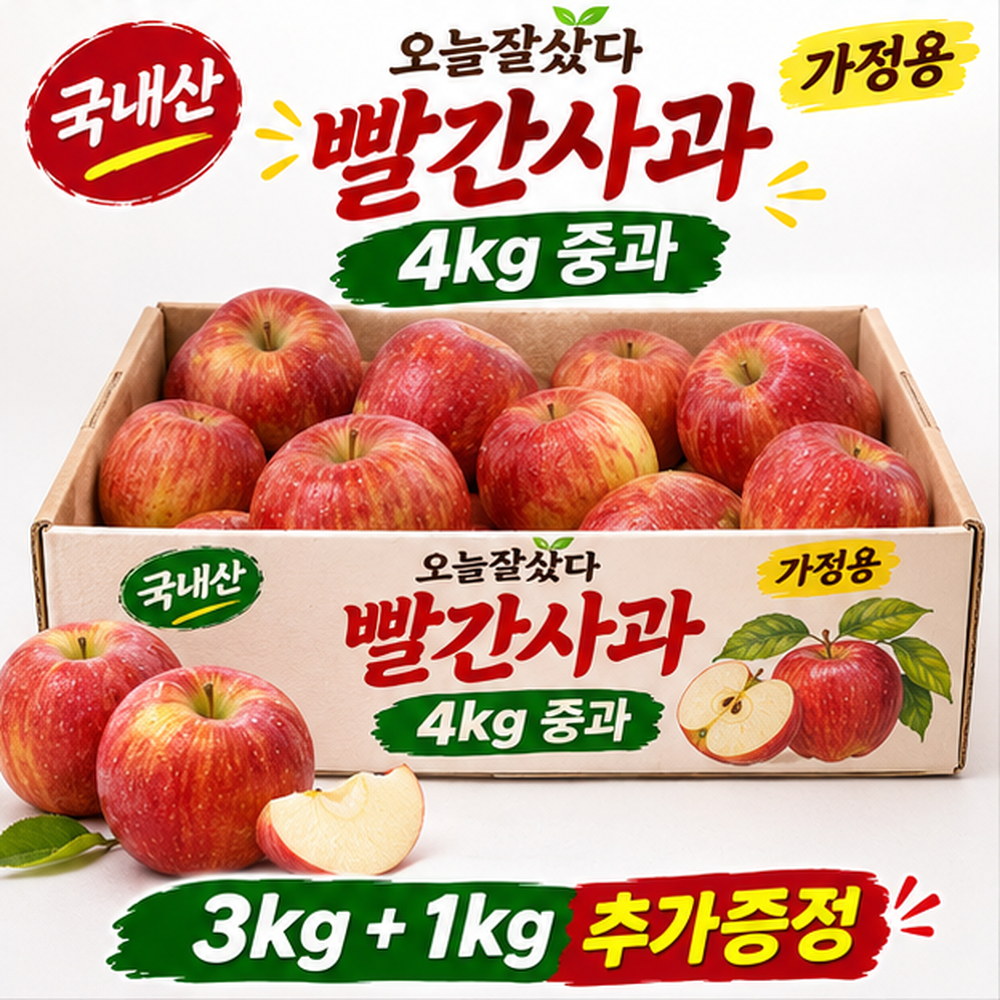 국내산
오늘잘샀다
가정용
빨간사과
4kg 중과
국내산
오늘잘샀다
가정용
빨간사과
4kg 중과
3kg + 1kg 추가증정